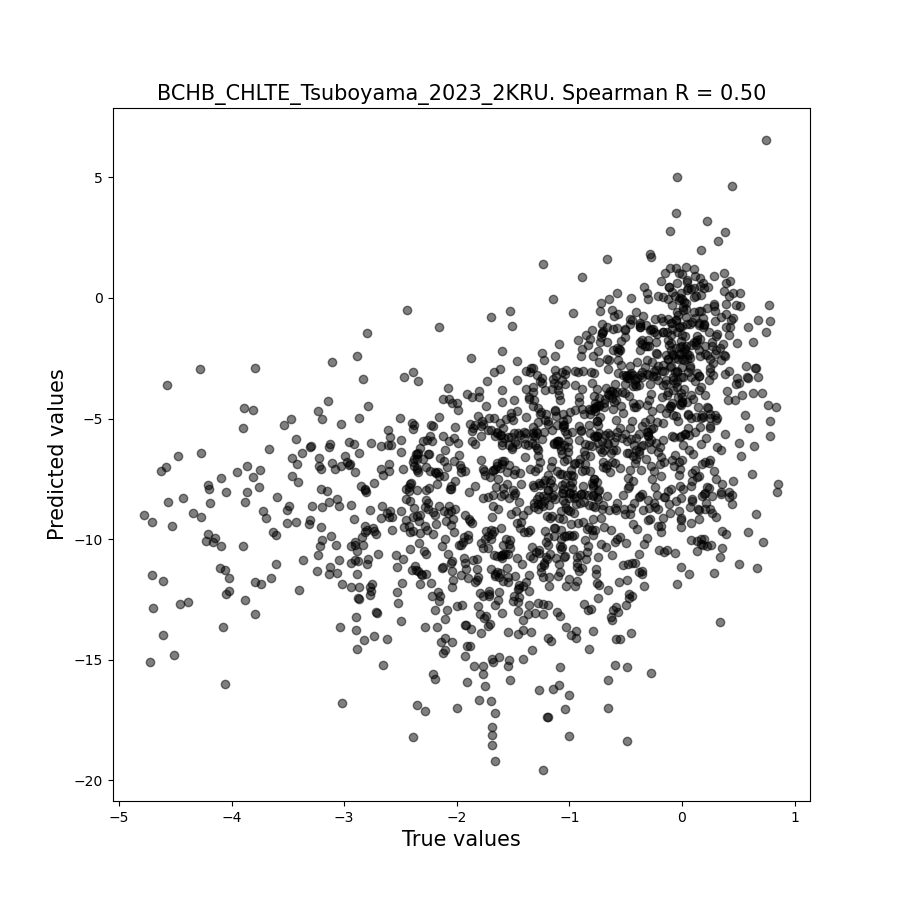 BCHB_CHLTE_Tsuboyama_2023_2KRU. Spearman R = 0.50
Predicted values
5
0
−5
−10
−15
−20
−5 −4 −3 −2 −1 0 1
True values